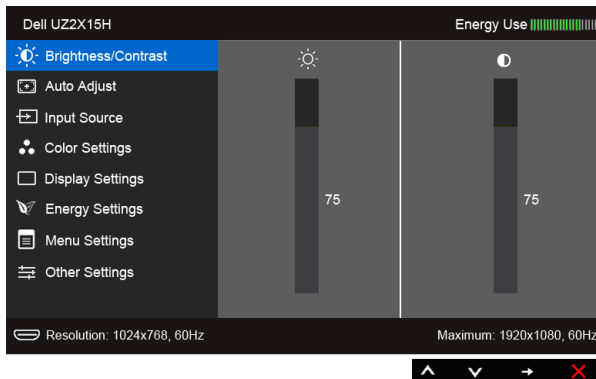 Dell UZ2X15H
Energy Use
Brightness/Contrast
Auto Adjust
Input Source
Color Settings
Display Settings
Energy Settings
Menu Settings
Other Settings
75
75
Resolution: 1024x768, 60Hz
Maximum: 1920x1080, 60Hz